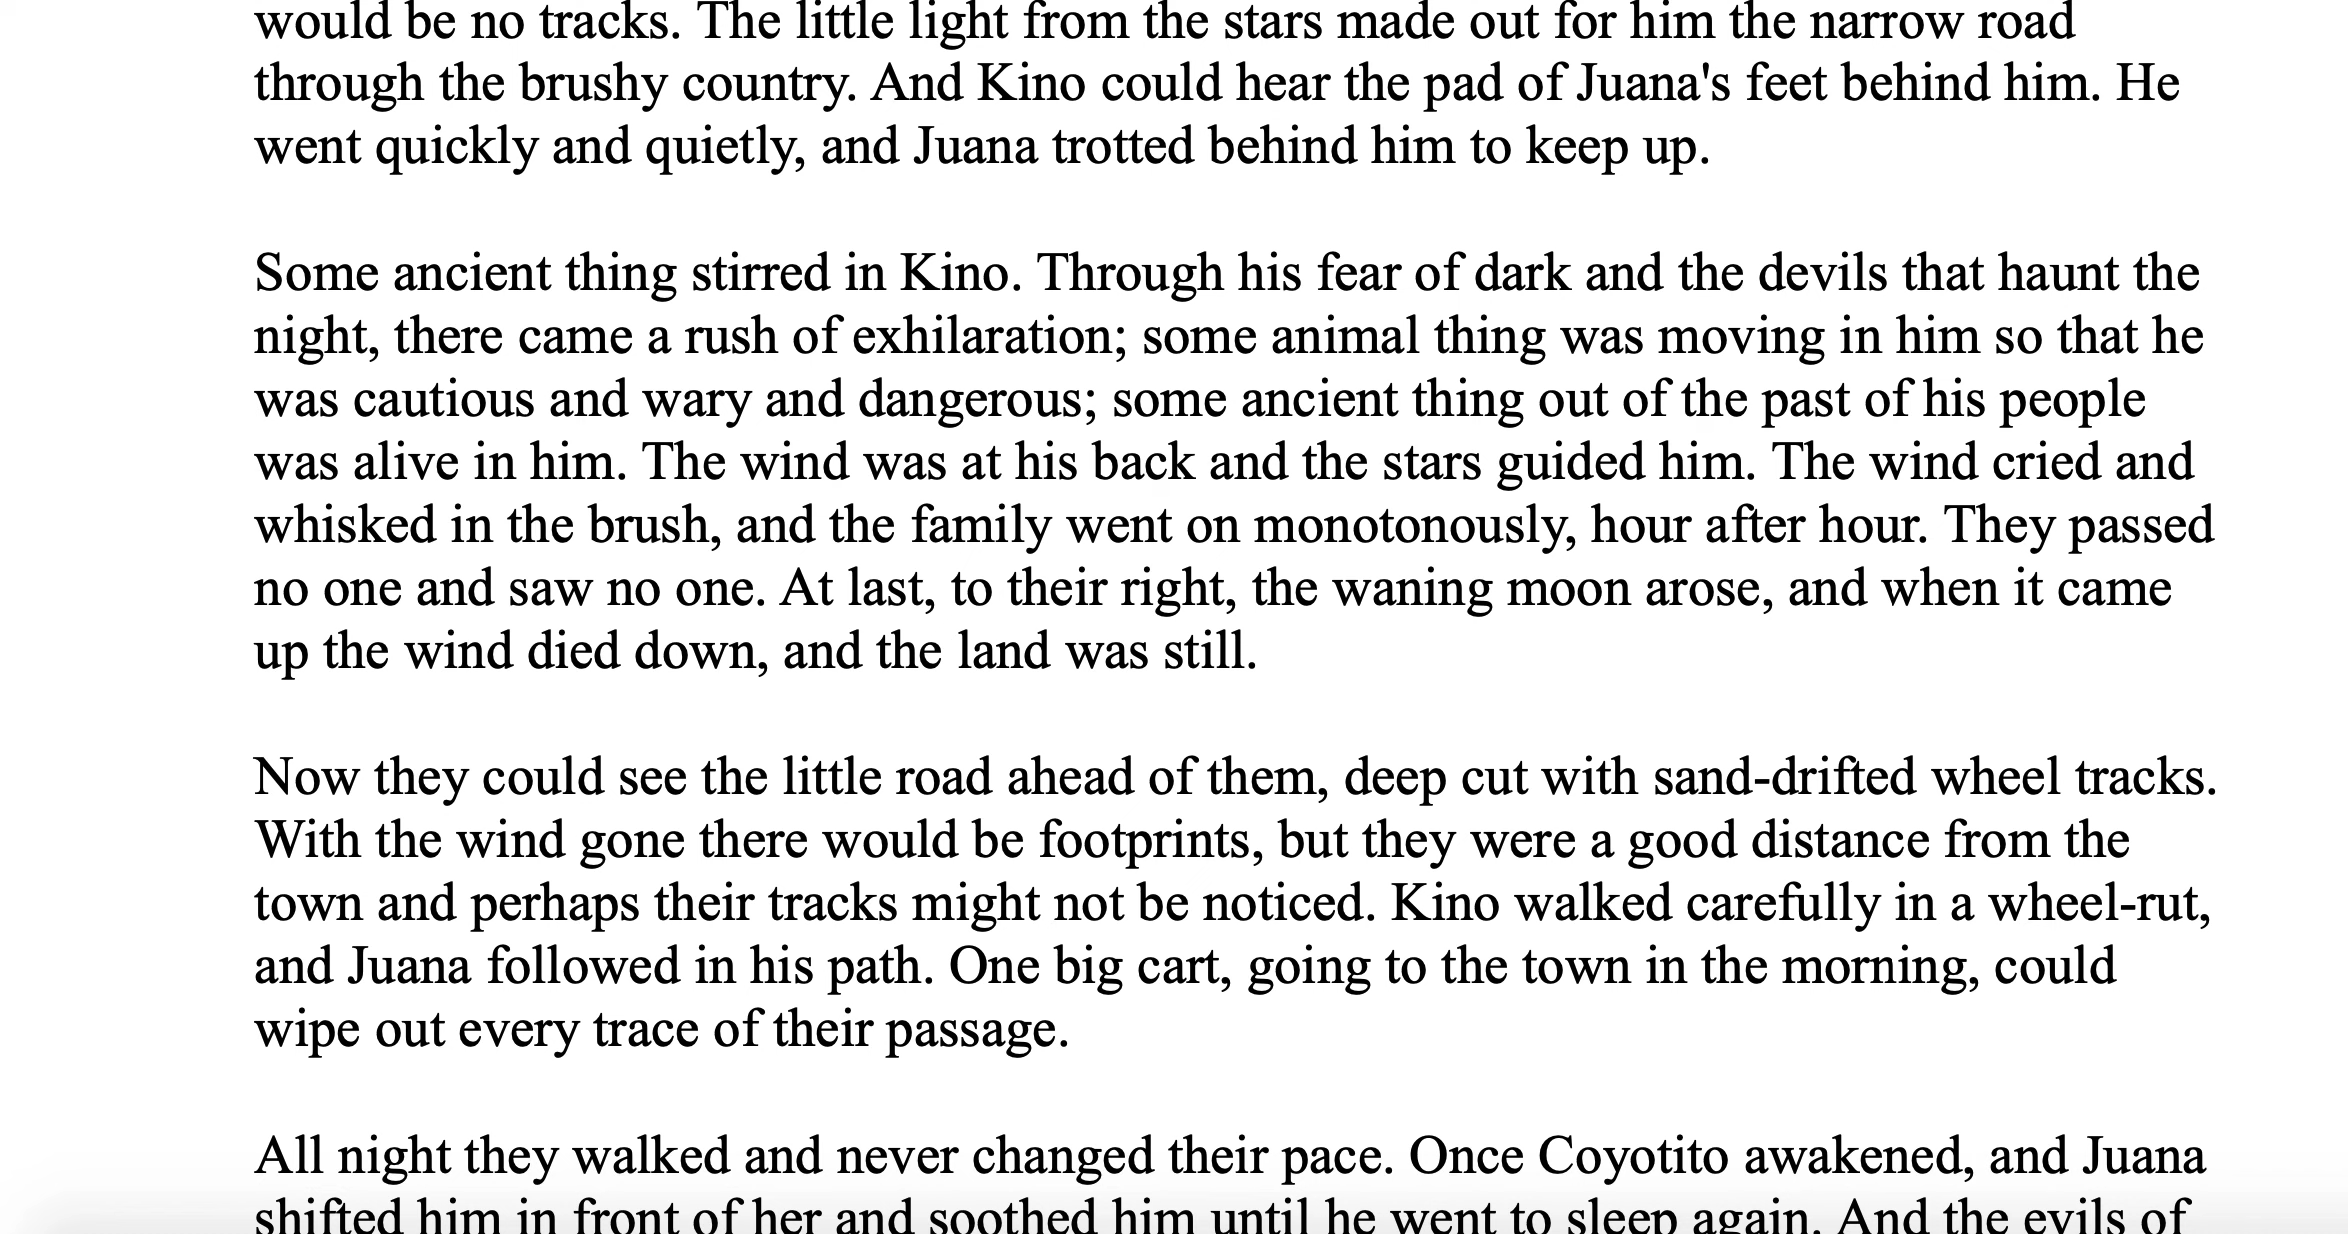 would be no tracks. The little light from the stars made out for him the narrow road
through the brushy country. And Kino could hear the pad of Juana's feet behind him. He
went quickly and quietly, and Juana trotted behind him to keep up.
Some ancient thing stirred in Kino. Through his fear of dark and the devils that haunt the
night, there came a rush of exhilaration; some animal thing was moving in him so that he
was cautious and wary and dangerous; some ancient thing out of the past of his people
was alive in him. The wind was at his back and the stars guided him. The wind cried and
whisked in the brush, and the family went on monotonously, hour after hour. They passed
no one and saw no one. At last, to their right, the waning moon arose, and when it came
up the wind died down, and the land was still.
Now they could see the little road ahead of them, deep cut with sand-drifted wheel tracks.
With the wind gone there would be footprints, but they were a good distance from the
town and perhaps their tracks might not be noticed. Kino walked carefully in a wheel-rut,
and Juana followed in his path. One big cart, going to the town in the morning, could
wipe out every trace of their passage.
All night they walked and never changed their pace. Once Coyotito awakened, and Juana
shifted him in front of her and soothed him until he went to sleep again. And the evils of